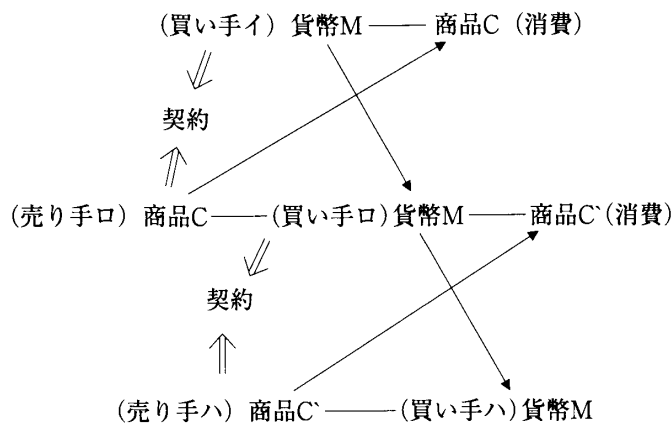 (買い手イ) 貨幣M —— 商品C (消費)
契約
(売り手ロ) 商品C —— (買い手ロ)貨幣M —— 商品C`(消費)
契約
(売り手ハ) 商品C` —— (買い手ハ)貨幣M